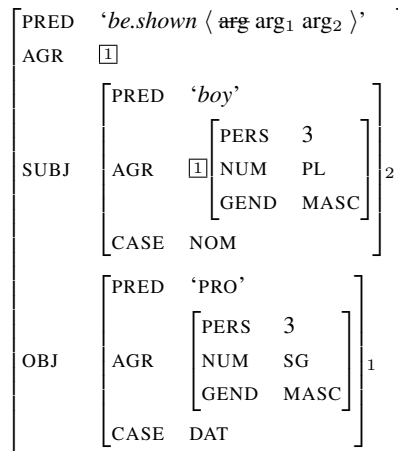 PRED ‘be.shown ⟨ a̶r̶g̶ arg₁ arg₂ ⟩’
AGR 1
SUBJ
PRED ‘boy’
AGR 1
PERS 3
NUM PL
GEND MASC
CASE NOM
2
OBJ
PRED ‘PRO’
AGR
PERS 3
NUM SG
GEND MASC
CASE DAT
1